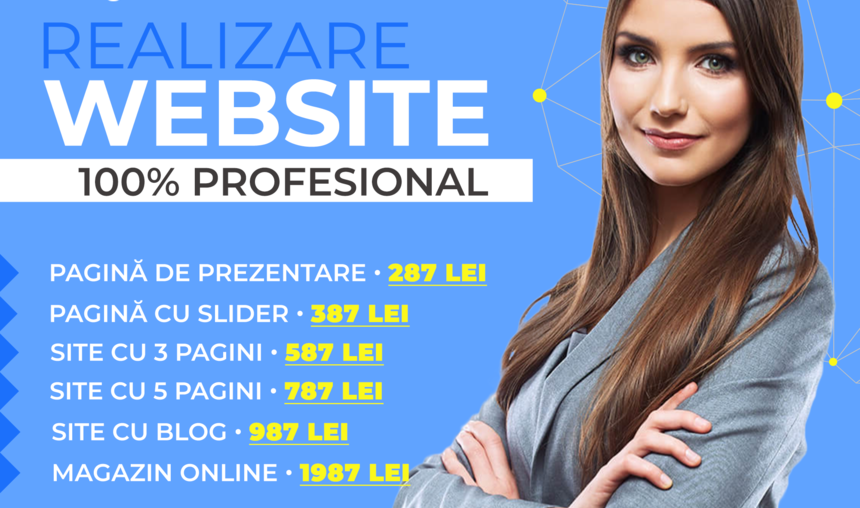 REALIZARE
WEBSITE
100% PROFESIONAL
PAGINĂ DE PREZENTARE • 287 LEI
PAGINĂ CU SLIDER • 387 LEI
SITE CU 3 PAGINI • 587 LEI
SITE CU 5 PAGINI • 787 LEI
SITE CU BLOG • 987 LEI
MAGAZIN ONLINE • 1987 LEI